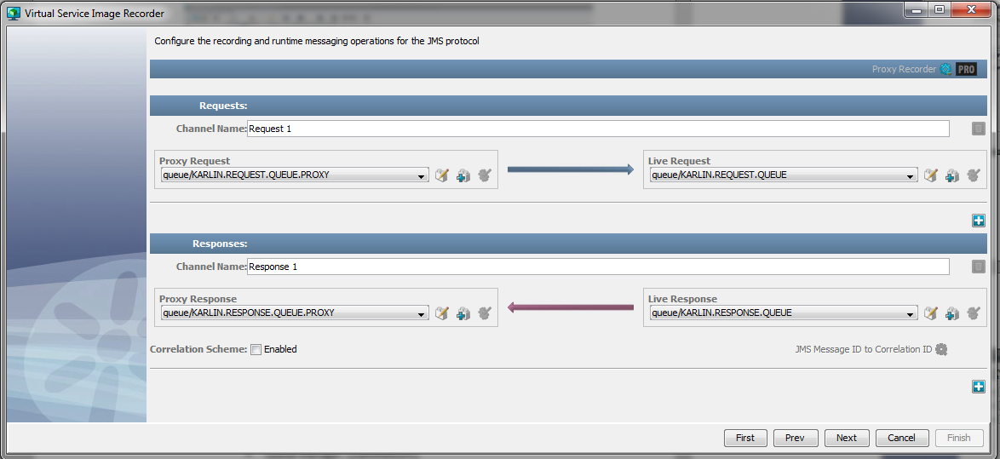 Virtual Service Image Recorder
Configure the recording and runtime messaging operations for the JMS protocol
Proxy Recorder PRO
Requests:
Channel Name: Request 1
Proxy Request
queue/KARLIN.REQUEST.QUEUE.PROXY
Live Request
queue/KARLIN.REQUEST.QUEUE
Responses:
Channel Name: Response 1
Proxy Response
queue/KARLIN.RESPONSE.QUEUE.PROXY
Live Response
queue/KARLIN.RESPONSE.QUEUE
Correlation Scheme: Enabled
JMS Message ID to Correlation ID
First Prev Next Cancel Finish